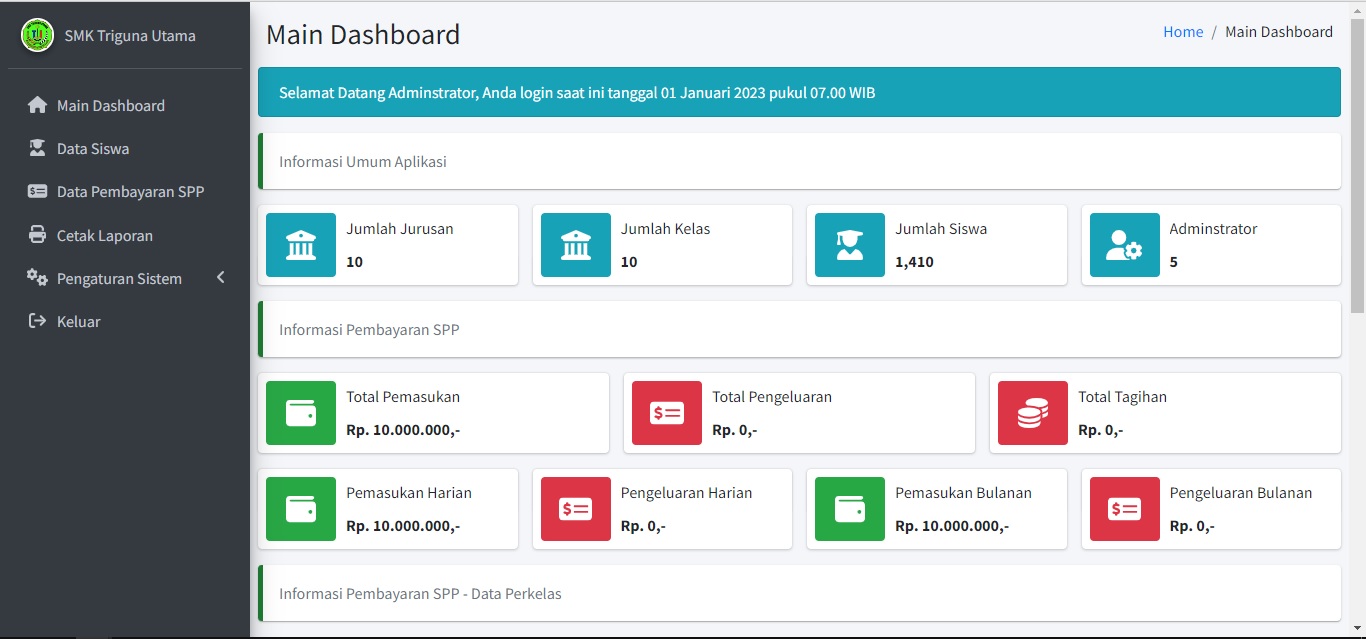 SMK Triguna Utama
Main Dashboard
Data Siswa
Data Pembayaran SPP
Cetak Laporan
Pengaturan Sistem
Keluar
Main Dashboard
Home / Main Dashboard
Selamat Datang Adminstrator, Anda login saat ini tanggal 01 Januari 2023 pukul 07.00 WIB
Informasi Umum Aplikasi
Jumlah Jurusan
10
Jumlah Kelas
10
Jumlah Siswa
1,410
Adminstrator
5
Informasi Pembayaran SPP
Total Pemasukan
Rp. 10.000.000,-
Total Pengeluaran
Rp. 0,-
Total Tagihan
Rp. 0,-
Pemasukan Harian
Rp. 10.000.000,-
Pengeluaran Harian
Rp. 0,-
Pemasukan Bulanan
Rp. 10.000.000,-
Pengeluaran Bulanan
Rp. 0,-
Informasi Pembayaran SPP - Data Perkelas